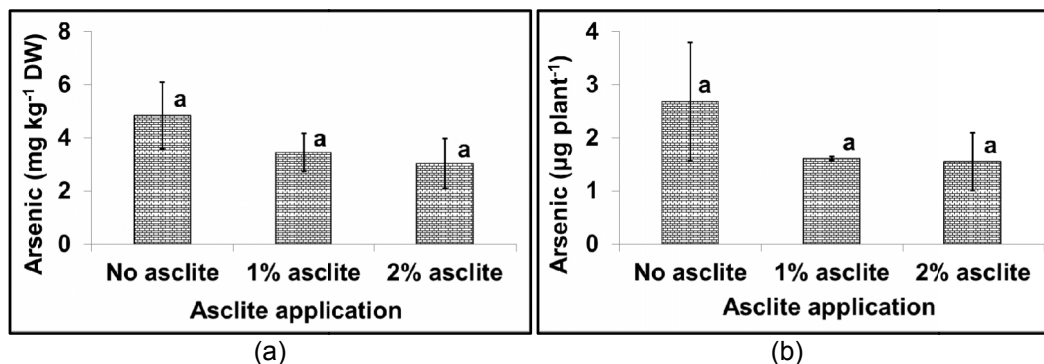 8
6
4
2
0
Arsenic (mg kg⁻¹ DW)
a
a
a
No asclite 1% asclite 2% asclite
Asclite application
(a)
4
3
2
1
0
Arsenic (µg plant⁻¹)
a
a
a
No asclite 1% asclite 2% asclite
Asclite application
(b)